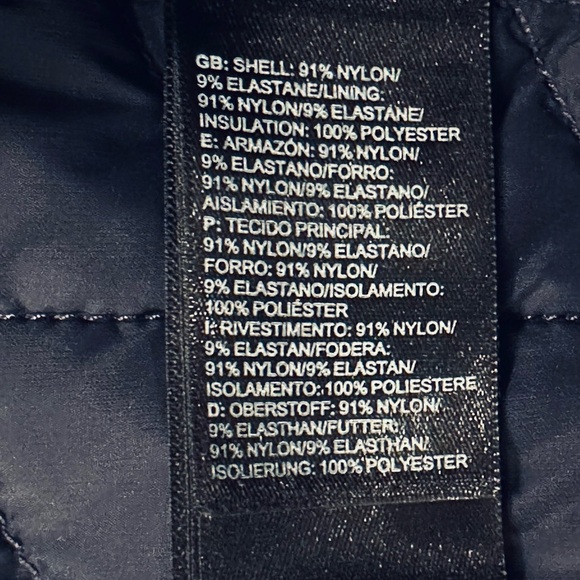 GB: SHELL: 91% NYLON/
9% ELASTANE/LINING:
91% NYLON/9% ELASTANE/
INSULATION: 100% POLYESTER
E: ARMAZÓN: 91% NYLON/
9% ELASTANO/FORRO:
91% NYLON/9% ELASTANO/
AISLAMIENTO: 100% POLIÉSTER
P: TECIDO PRINCIPAL:
91% NYLON/9% ELASTANO/
FORRO: 91% NYLON/
9% ELASTANO/ISOLAMENTO:
100% POLIÉSTER
I: RIVESTIMENTO: 91% NYLON/
9% ELASTAN/FODERA:
91% NYLON/9% ELASTAN/
ISOLAMENTO: 100% POLIESTERE
D: OBERSTOFF: 91% NYLON/
9% ELASTHAN/FUTTER:
91% NYLON/9% ELASTHAN/
ISOLIERUNG: 100% POLYESTER